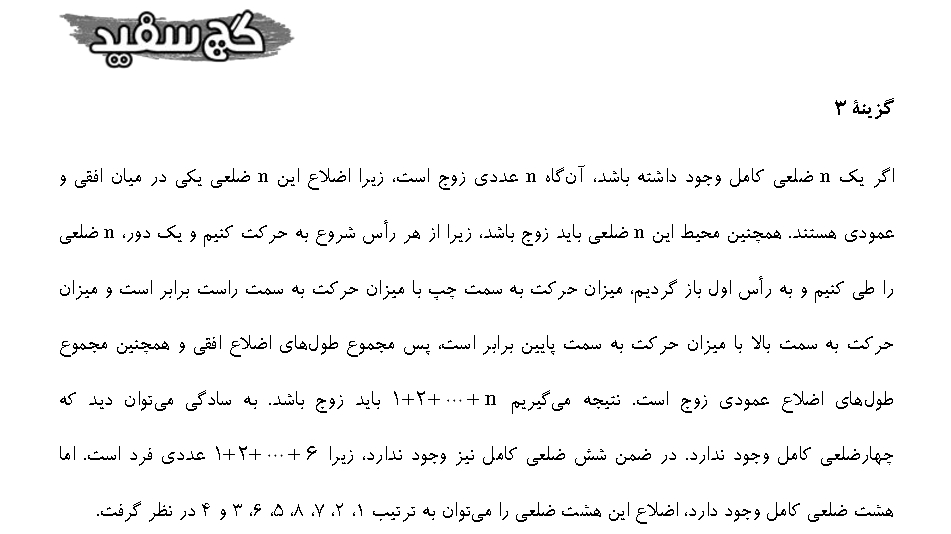 گچ سفید
گزینهٔ ۳
اگر یک n ضلعی کامل وجود داشته باشد، آن‌گاه n عددی زوج است، زیرا اضلاع این n ضلعی یکی در میان افقی و
عمودی هستند. همچنین محیط این n ضلعی باید زوج باشد، زیرا از هر رأس شروع به حرکت کنیم و یک دور، n ضلعی
را طی کنیم و به رأس اول باز گردیم، میزان حرکت به سمت چپ با میزان حرکت به سمت راست برابر است و میزان
حرکت به سمت بالا با میزان حرکت به سمت پایین برابر است، پس مجموع طول‌های اضلاع افقی و همچنین مجموع
طول‌های اضلاع عمودی زوج است. نتیجه می‌گیریم ۱+۲+⋯+n باید زوج باشد. به سادگی می‌توان دید که
چهارضلعی کامل وجود ندارد. در ضمن شش ضلعی کامل نیز وجود ندارد، زیرا ۱+۲+⋯+۶ عددی فرد است. اما
هشت ضلعی کامل وجود دارد، اضلاع این هشت ضلعی را می‌توان به ترتیب ۱، ۲، ۷، ۸، ۵، ۶، ۳ و ۴ در نظر گرفت.